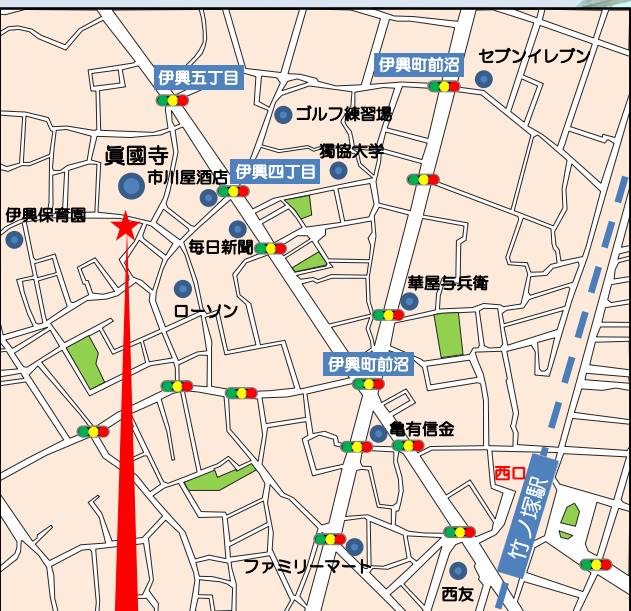 セブンイレブン
伊興町前沼
伊興五丁目
ゴルフ練習場
眞國寺
獨協大学
市川屋酒店
伊興四丁目
伊興保育園
毎日新聞
華屋与兵衛
ローソン
伊興町前沼
亀有信金
西口
竹ノ塚駅
ファミリーマート
西友